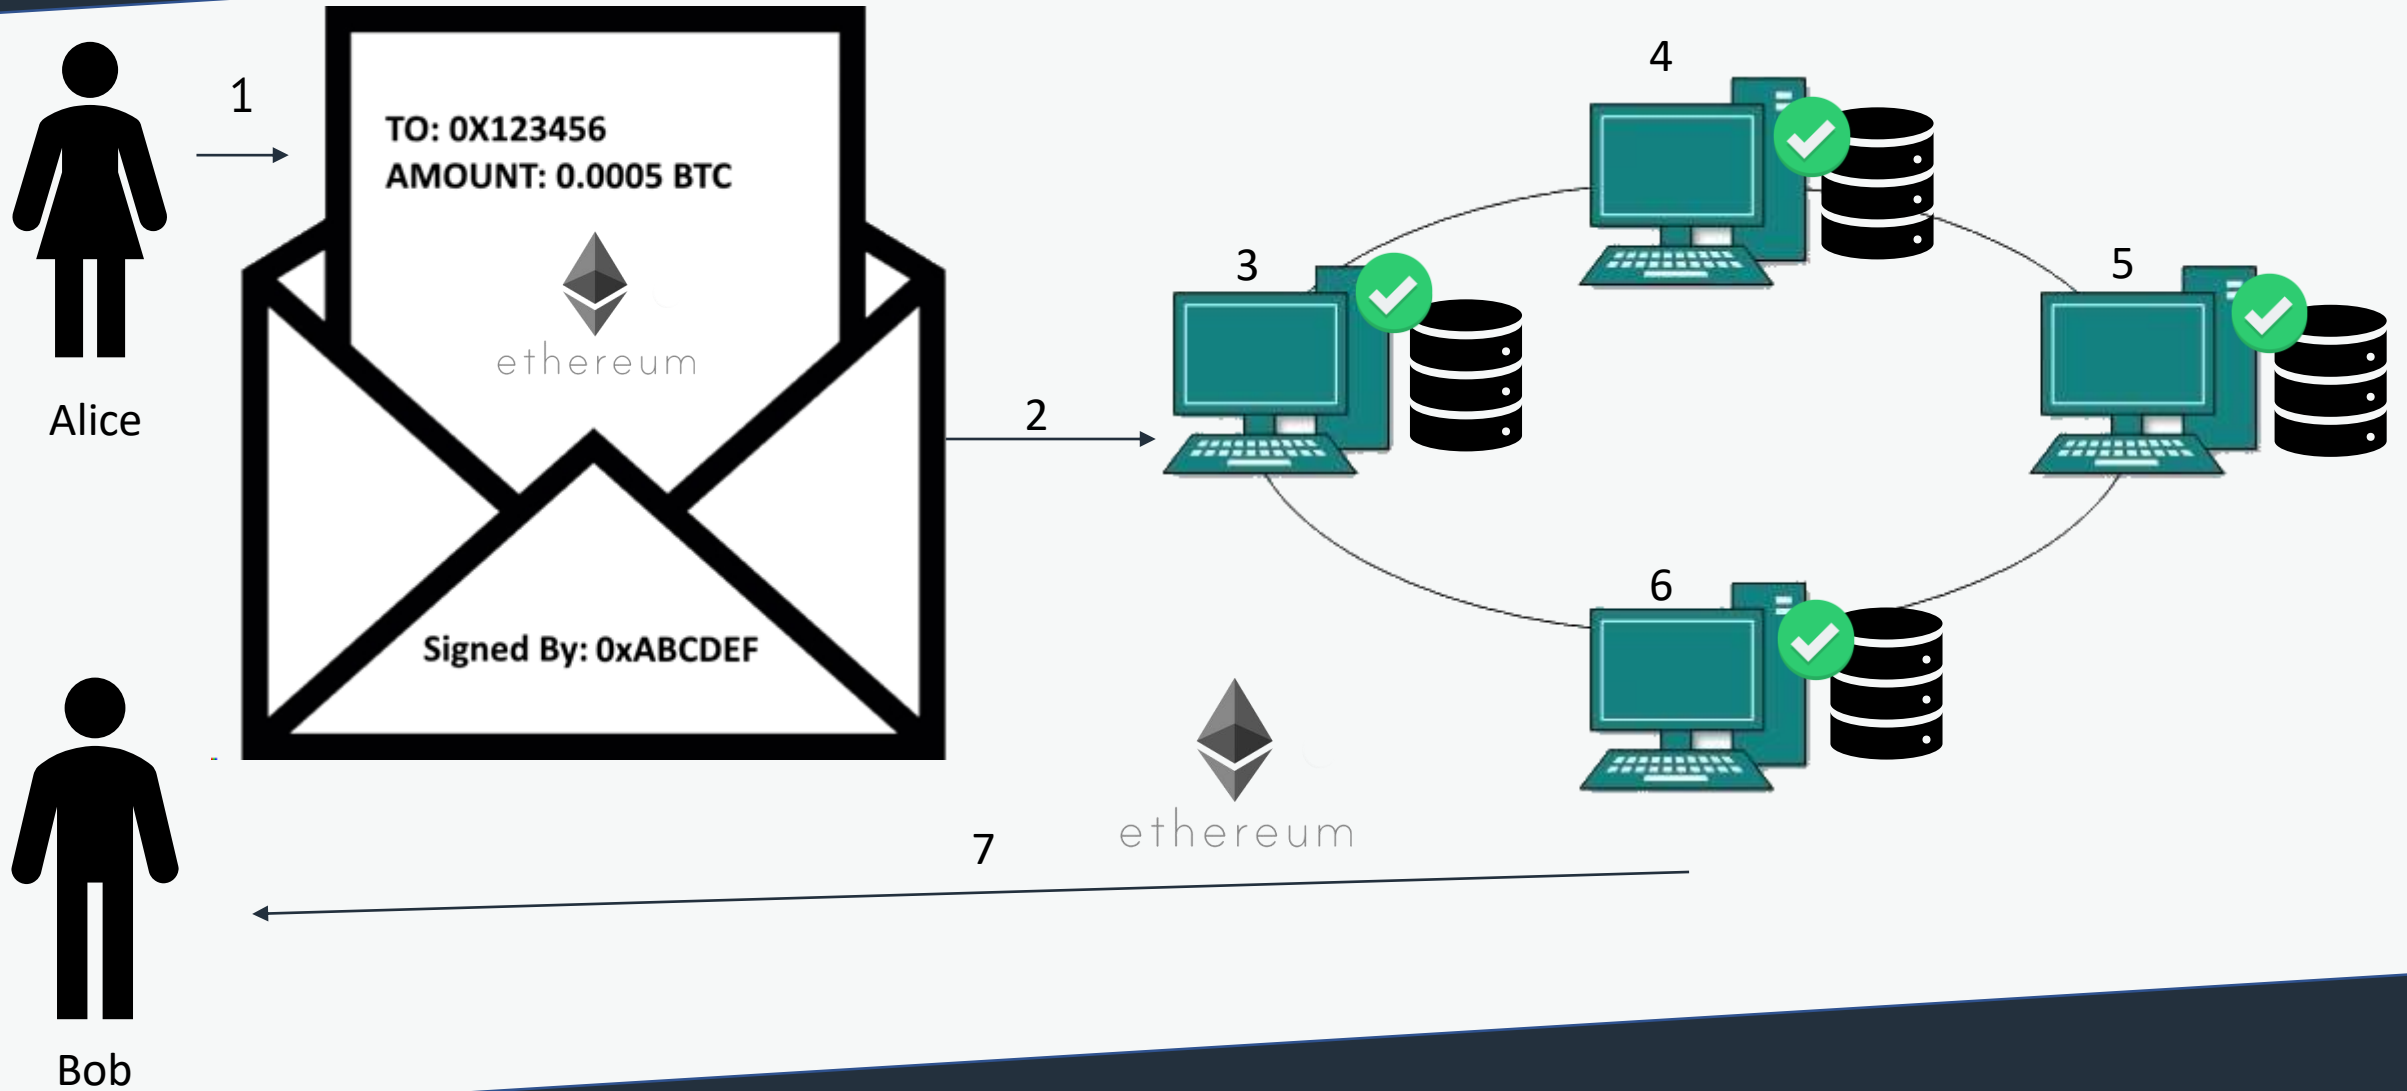 1
Alice
TO: 0X123456
AMOUNT: 0.0005 BTC
ethereum
Signed By: 0xABCDEF
2
3
4
5
6
ethereum
7
Bob